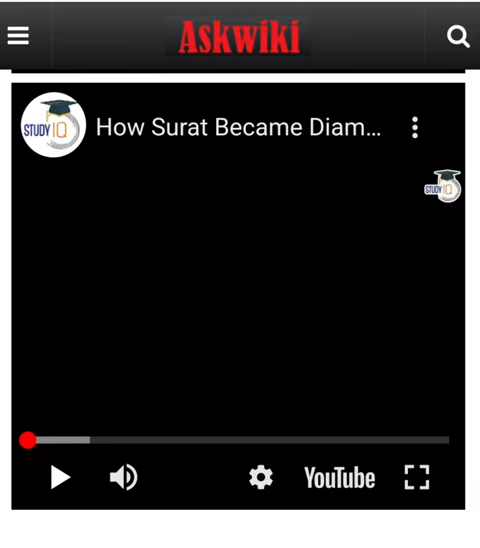 Askwiki
STUDY IQ
How Surat Became Diam...
STUDY IQ
YouTube